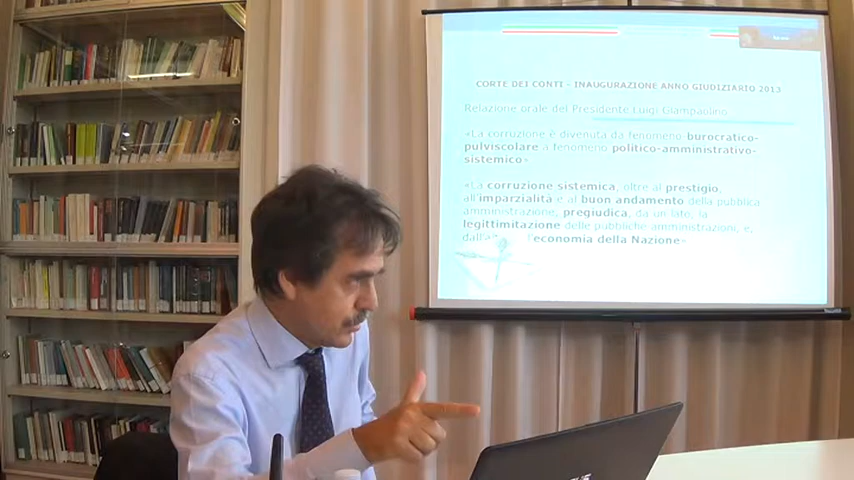 CORTE DEI CONTI - INAUGURAZIONE ANNO GIUDIZIARIO 2013
Relazione orale del Presidente Luigi Giampaolino
«La corruzione è divenuta da fenomeno burocratico-
pulviscolare a fenomeno politico-amministrativo-
sistemico»
«La corruzione sistemica, oltre al prestigio,
all'imparzialità e al buon andamento della pubblica
amministrazione, pregiudica, da un lato, la
legittimitazione delle pubbliche amministrazioni, e,
l'economia della Nazione»